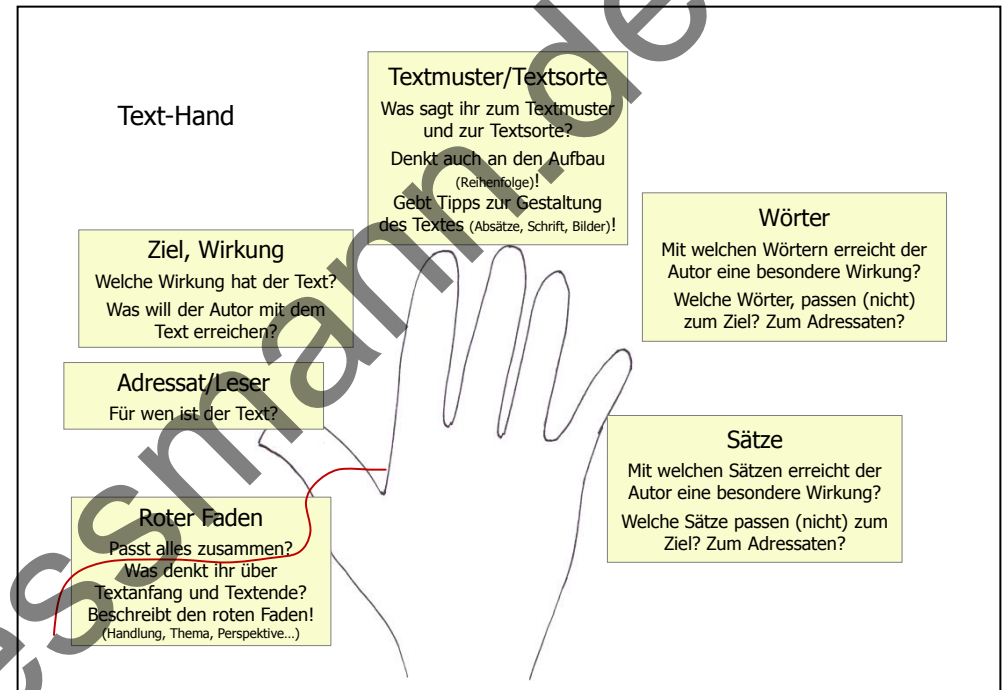 Text-Hand
Textmuster/Textsorte
Was sagt ihr zum Textmuster
und zur Textsorte?
Denkt auch an den Aufbau
(Reihenfolge)!
Gebt Tipps zur Gestaltung
des Textes (Absätze, Schrift, Bilder)!
Ziel, Wirkung
Welche Wirkung hat der Text?
Was will der Autor mit dem
Text erreichen?
Wörter
Mit welchen Wörtern erreicht der
Autor eine besondere Wirkung?
Welche Wörter, passen (nicht)
zum Ziel? Zum Adressaten?
Adressat/Leser
Für wen ist der Text?
Sätze
Mit welchen Sätzen erreicht der
Autor eine besondere Wirkung?
Welche Sätze passen (nicht) zum
Ziel? Zum Adressaten?
Roter Faden
Passt alles zusammen?
Was denkt ihr über
Textanfang und Textende?
Beschreibt den roten Faden!
(Handlung, Thema, Perspektive...)
essmann.de